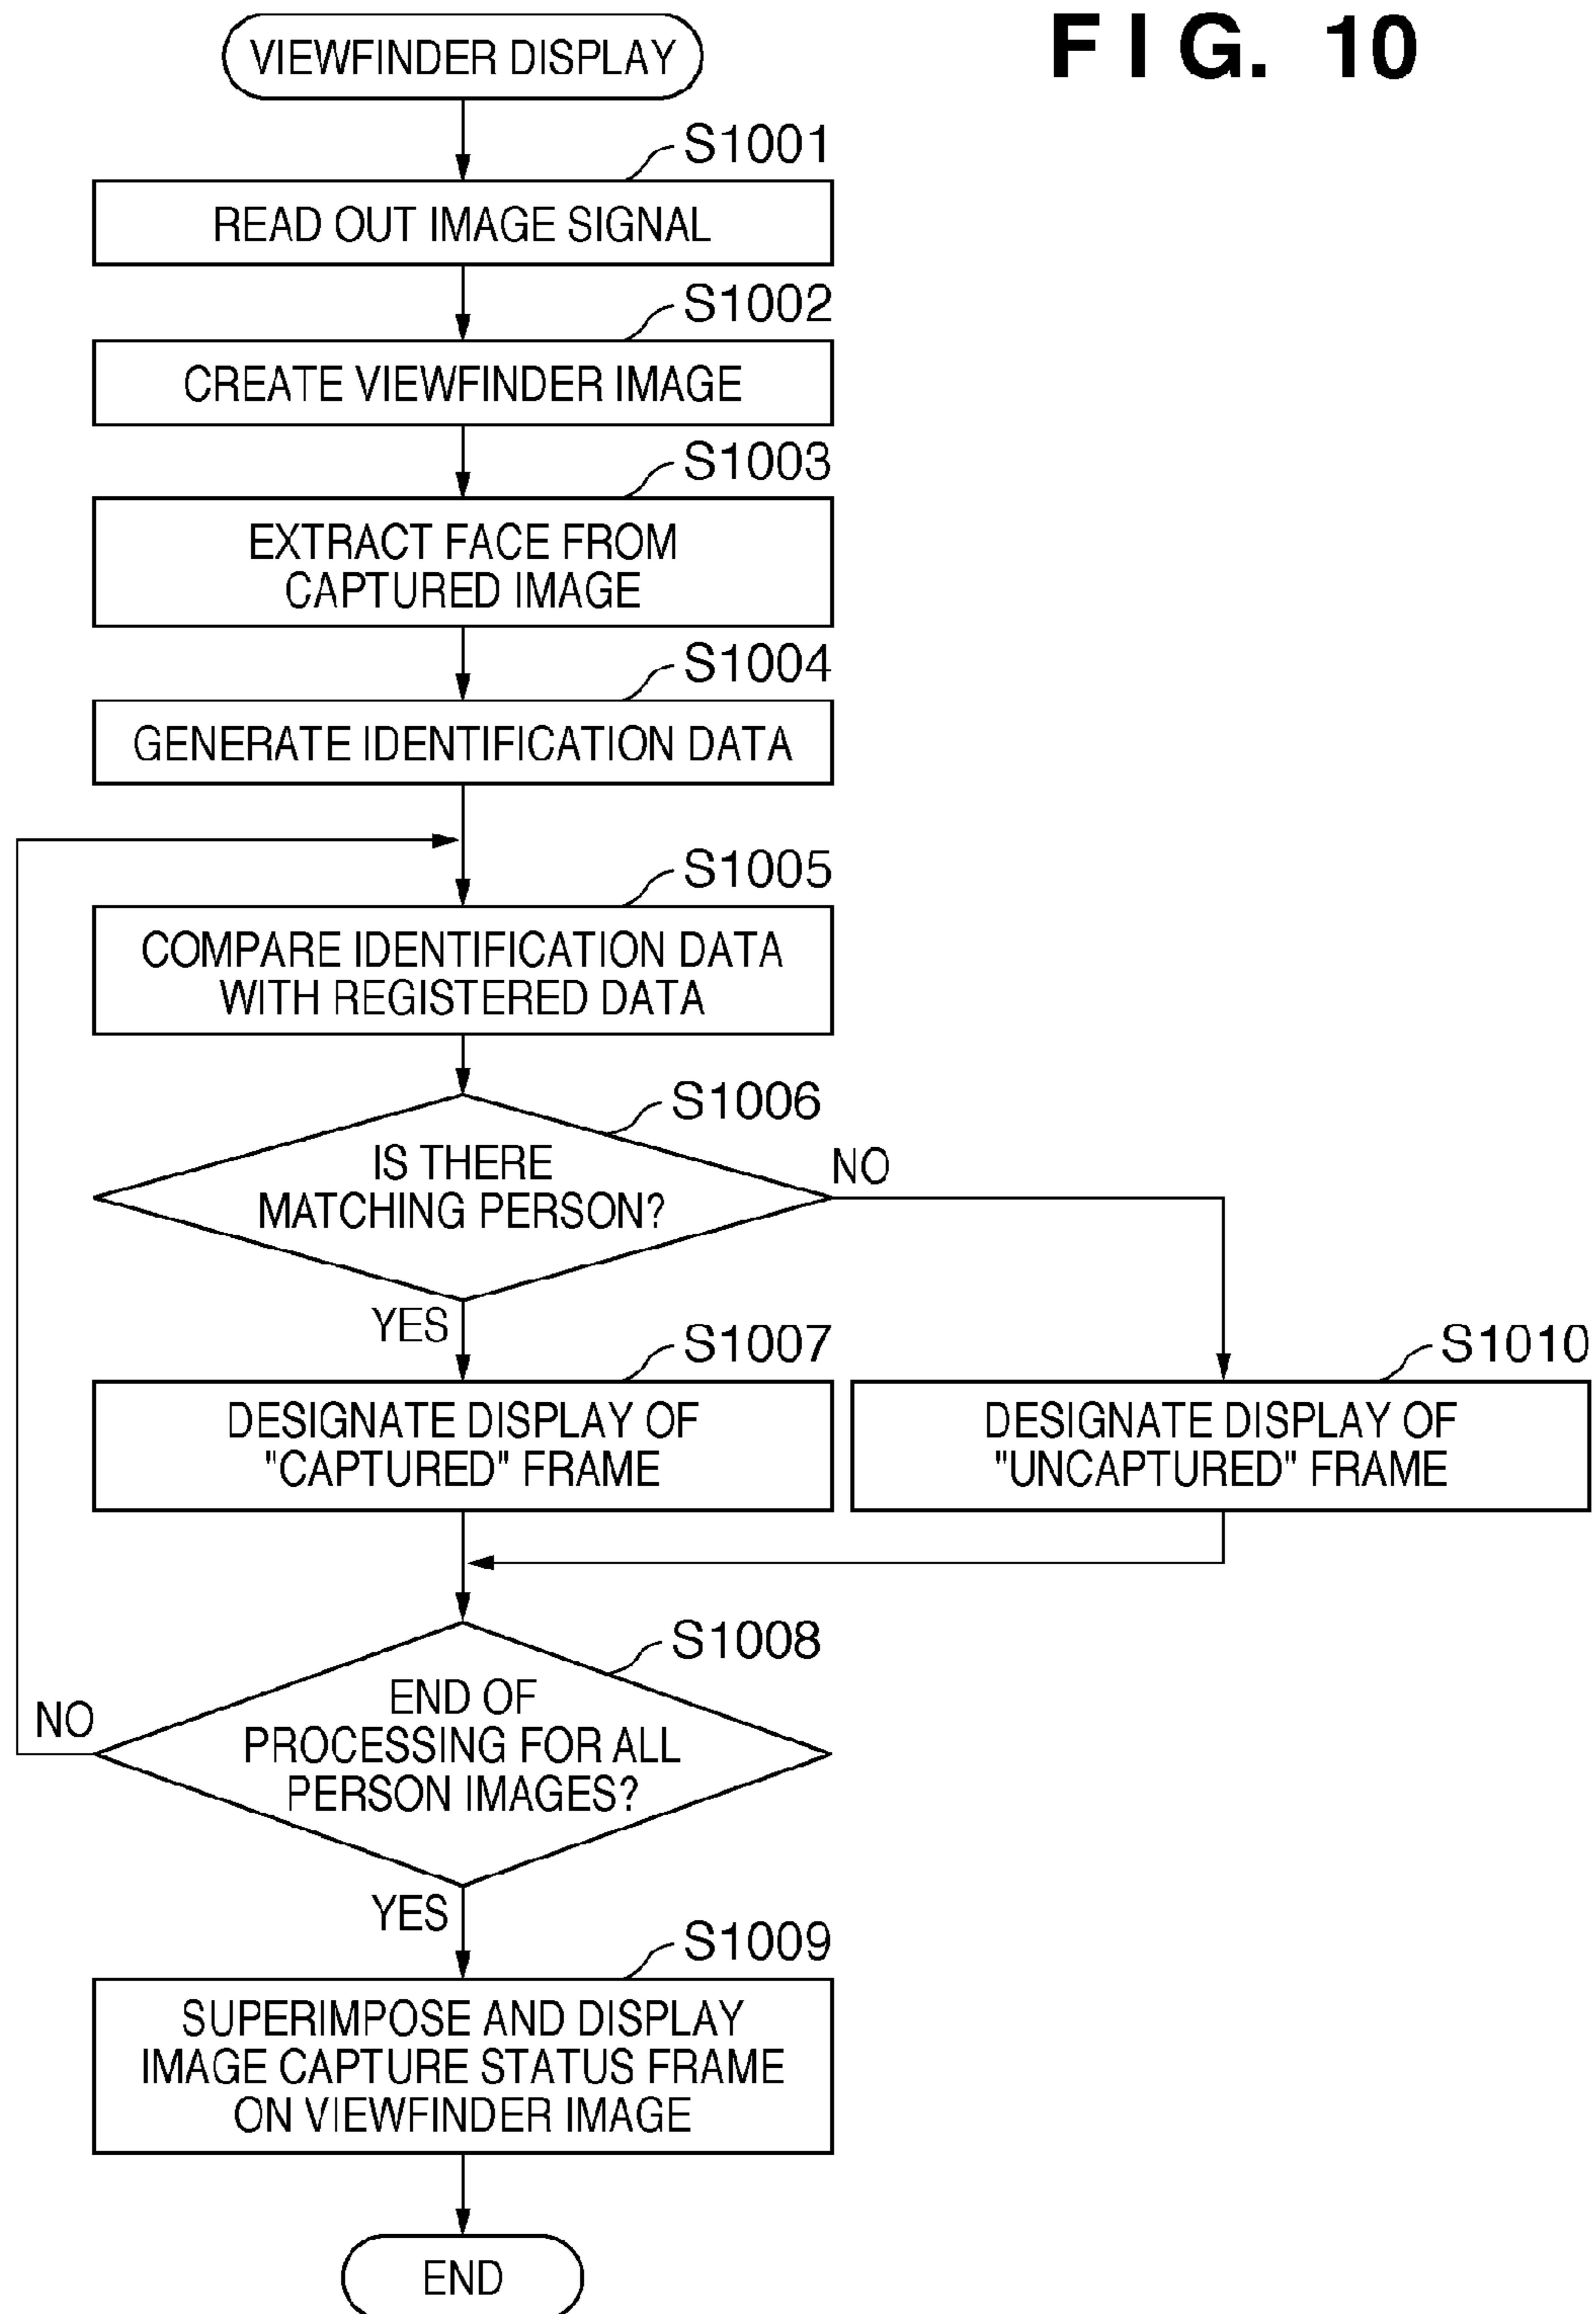 FIG. 10
VIEWFINDER DISPLAY
S1001
READ OUT IMAGE SIGNAL
S1002
CREATE VIEWFINDER IMAGE
S1003
EXTRACT FACE FROM
CAPTURED IMAGE
S1004
GENERATE IDENTIFICATION DATA
S1005
COMPARE IDENTIFICATION DATA
WITH REGISTERED DATA
S1006
IS THERE
MATCHING PERSON?
NO
YES
S1007
DESIGNATE DISPLAY OF
"CAPTURED" FRAME
S1010
DESIGNATE DISPLAY OF
"UNCAPTURED" FRAME
S1008
END OF
PROCESSING FOR ALL
PERSON IMAGES?
NO
YES
S1009
SUPERIMPOSE AND DISPLAY
IMAGE CAPTURE STATUS FRAME
ON VIEWFINDER IMAGE
END